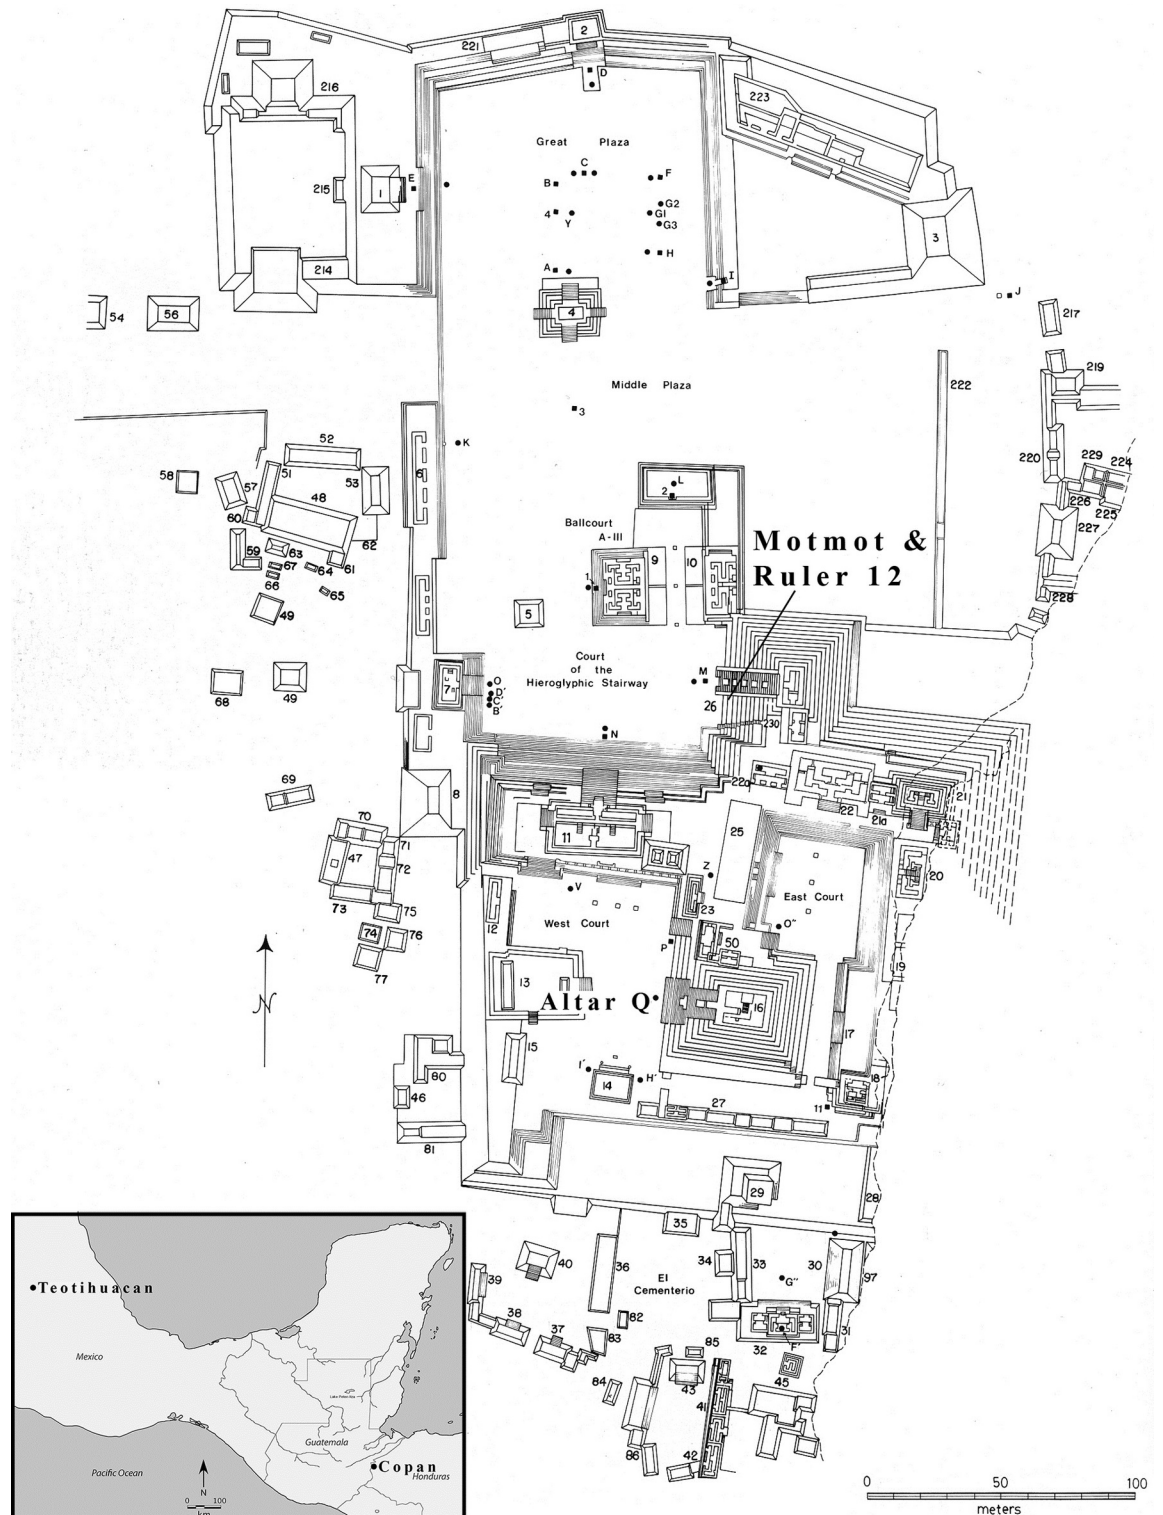 221
2
D
216
223
Great Plaza
C
B
F
E
215
1
G2
4
G1
Y
G3
3
H
214
A
I
J
54
56
4
217
219
Middle Plaza
222
3
K
52
6
58
51
53
57
48
220
229
224
226
225
L
2
60
62
Ballcourt
A-III
Motmot &
Ruler 12
227
59
63
61
67
64
66
65
9
10
1
228
49
5
Court
of the
Hieroglyphic Stairway
M
68
49
7
O
D'
C'
B'
26
230
N
69
8
22a
22
21a
21
70
11
25
47
71
72
Z
20
73
75
V
East Court
12
West Court
23
O"
74
76
P
50
77
19
N
13
Altar Q
16
17
15
80
I'
14
H'
18
46
27
11
81
29
28
35
40
36
34
33
30
97
39
El
Cementerio
G"
38
82
37
83
32
F'
31
85
45
84
43
41
86
42
Teotihuacan
Mexico
Lake Peten-Itza
Guatemala
Copan
Honduras
Pacific Ocean
N
0 100
km
0 50 100
meters